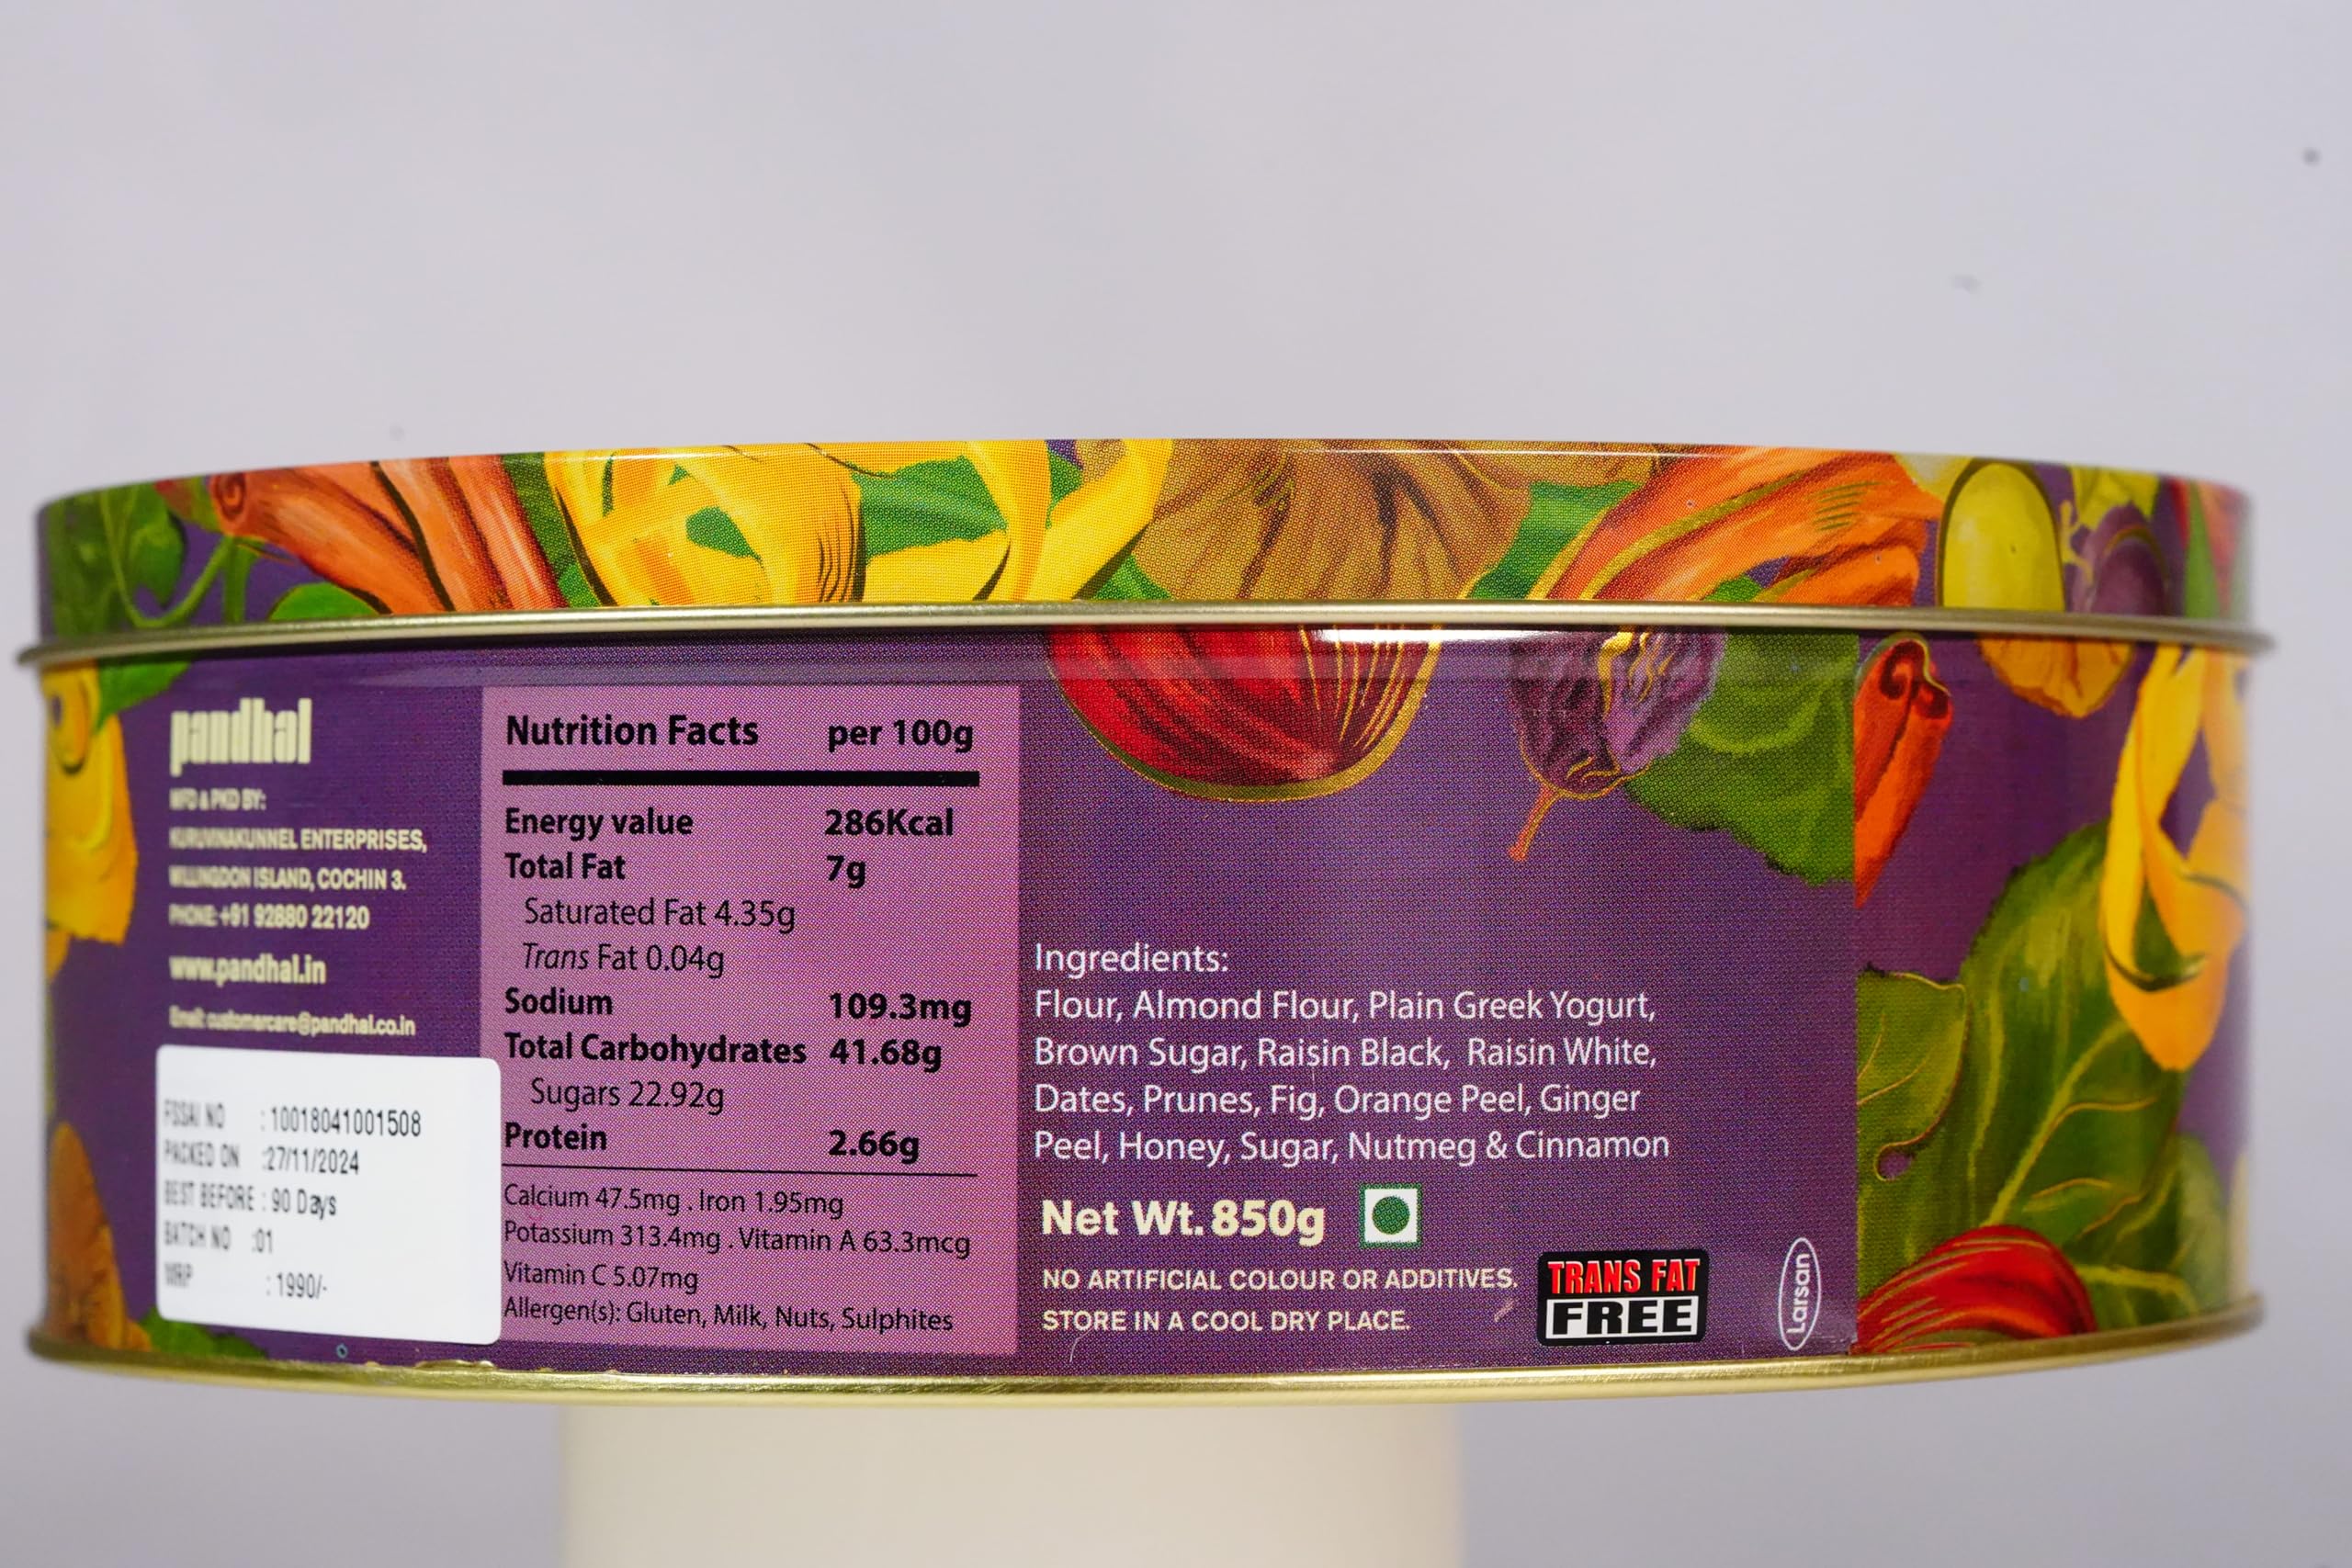 pandhal
MFD & PKD BY:
KURUVINAKUNNEL ENTERPRISES,
WILLINGDON ISLAND, COCHIN 3.
PHONE: +91 92880 22120
www.pandhal.in
Email: customercare@pandhal.co.in
FSSAI NO : 10018041001508
PACKED ON :27/11/2024
BEST BEFORE : 90 Days
BATCH NO :01
MRP : 1990/-
Nutrition Facts per 100g
Energy value 286Kcal
Total Fat 7g
Saturated Fat 4.35g
Trans Fat 0.04g
Sodium 109.3mg
Total Carbohydrates 41.68g
Sugars 22.92g
Protein 2.66g
Calcium 47.5mg . Iron 1.95mg
Potassium 313.4mg . Vitamin A 63.3mcg
Vitamin C 5.07mg
Allergen(s): Gluten, Milk, Nuts, Sulphites
Ingredients:
Flour, Almond Flour, Plain Greek Yogurt,
Brown Sugar, Raisin Black, Raisin White,
Dates, Prunes, Fig, Orange Peel, Ginger
Peel, Honey, Sugar, Nutmeg & Cinnamon
Net Wt. 850g
NO ARTIFICIAL COLOUR OR ADDITIVES.
STORE IN A COOL DRY PLACE.
TRANS FAT
FREE
Larsan